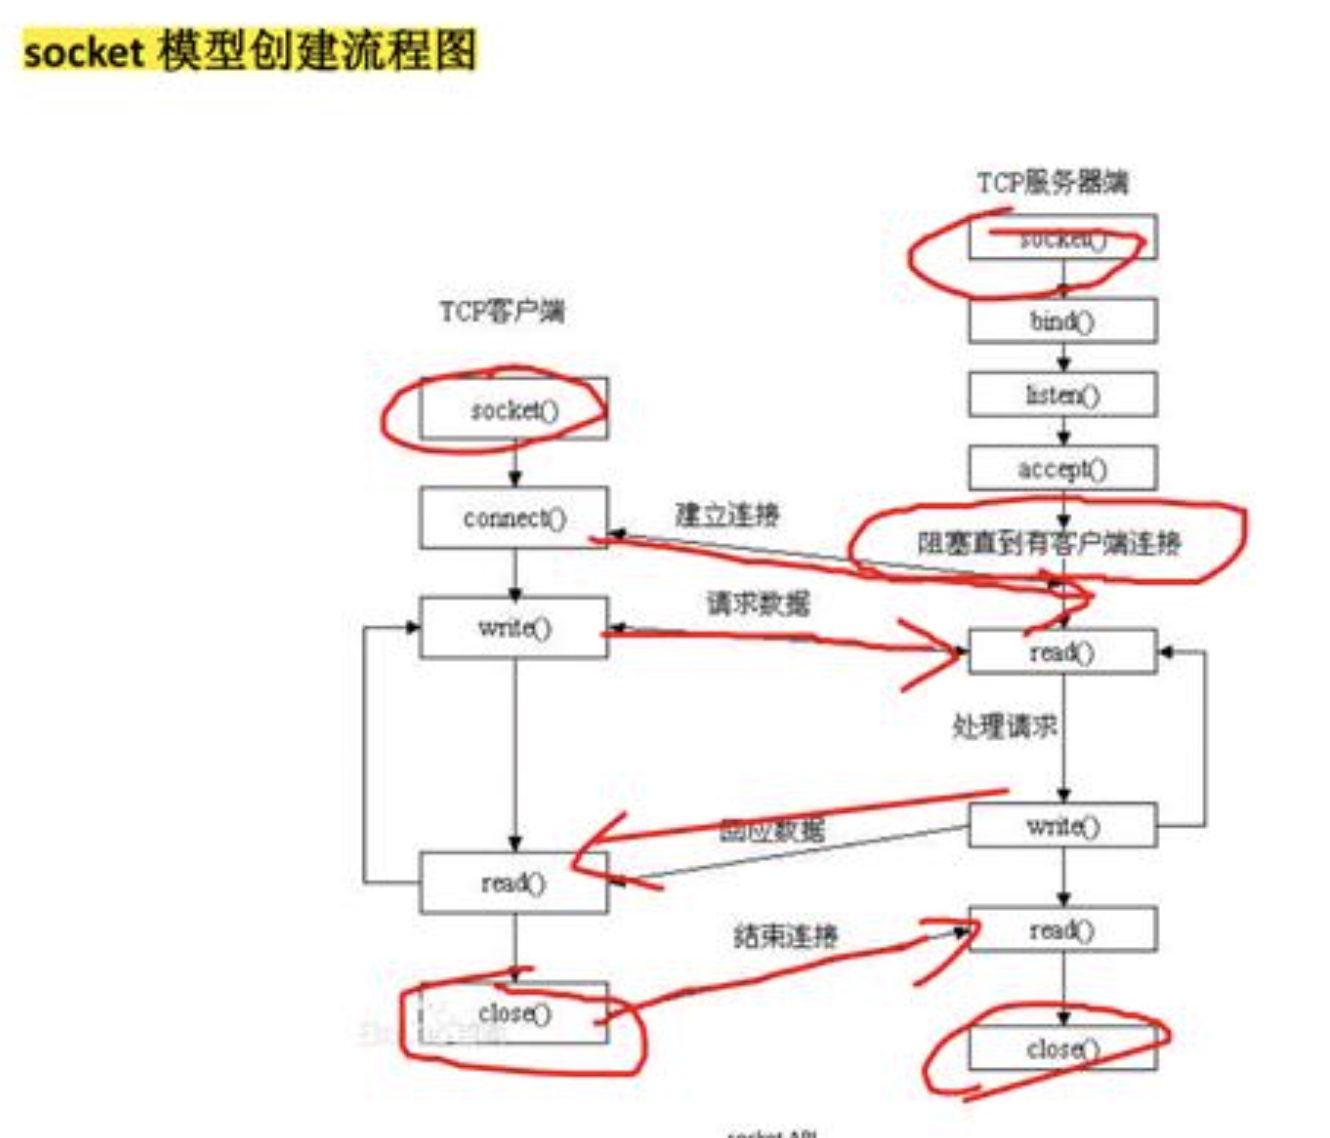 socket 模型创建流程图
TCP服务器端
socket()
bind()
listen()
accept()
阻塞直到有客户端连接
read()
处理请求
write()
read()
close()
TCP客户端
socket()
connect()
write()
read()
close()
建立连接
请求数据
回应数据
结束连接
socket API